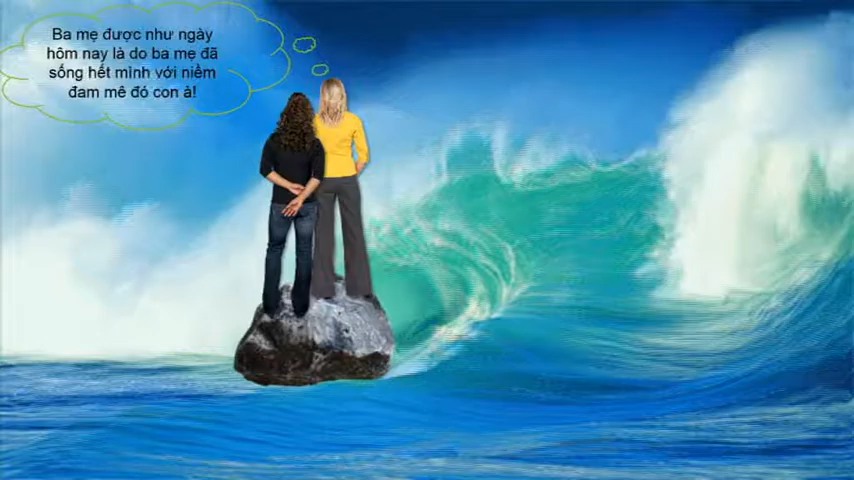 Ba mẹ được như ngày
hôm nay là do ba mẹ đã
sống hết mình với niềm
đam mê đó con à!